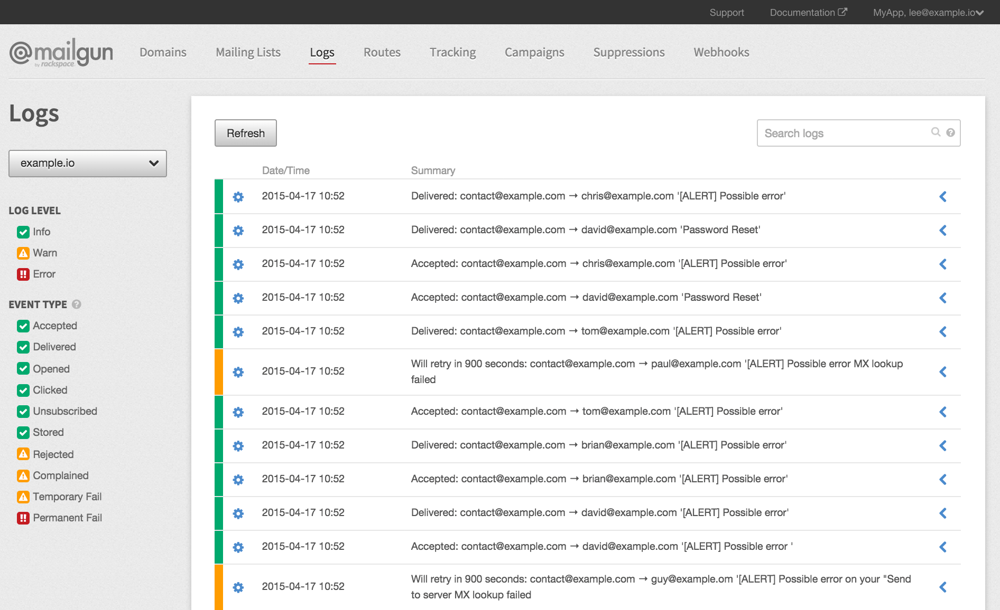 Support Documentation MyApp, lee@example.io
@mailgun
by rackspace.
Domains Mailing Lists Logs Routes Tracking Campaigns Suppressions Webhooks
Logs
example.io
LOG LEVEL
Info
Warn
Error
EVENT TYPE ?
Accepted
Delivered
Opened
Clicked
Unsubscribed
Stored
Rejected
Complained
Temporary Fail
Permanent Fail
Refresh
Search logs ?
Date/Time Summary
2015-04-17 10:52 Delivered: contact@example.com → chris@example.com '[ALERT] Possible error'
2015-04-17 10:52 Delivered: contact@example.com → david@example.com 'Password Reset'
2015-04-17 10:52 Accepted: contact@example.com → chris@example.com '[ALERT] Possible error'
2015-04-17 10:52 Accepted: contact@example.com → david@example.com 'Password Reset'
2015-04-17 10:52 Delivered: contact@example.com → tom@example.com '[ALERT] Possible error'
2015-04-17 10:52 Will retry in 900 seconds: contact@example.com → paul@example.com '[ALERT] Possible error MX lookup
failed
2015-04-17 10:52 Accepted: contact@example.com → tom@example.com '[ALERT] Possible error'
2015-04-17 10:52 Delivered: contact@example.com → brian@example.com '[ALERT] Possible error'
2015-04-17 10:52 Accepted: contact@example.com → brian@example.com '[ALERT] Possible error'
2015-04-17 10:52 Delivered: contact@example.com → david@example.com '[ALERT] Possible error'
2015-04-17 10:52 Accepted: contact@example.com → david@example.com '[ALERT] Possible error '
2015-04-17 10:52 Will retry in 900 seconds: contact@example.com → guy@example.om '[ALERT] Possible error on your "Send
to server MX lookup failed